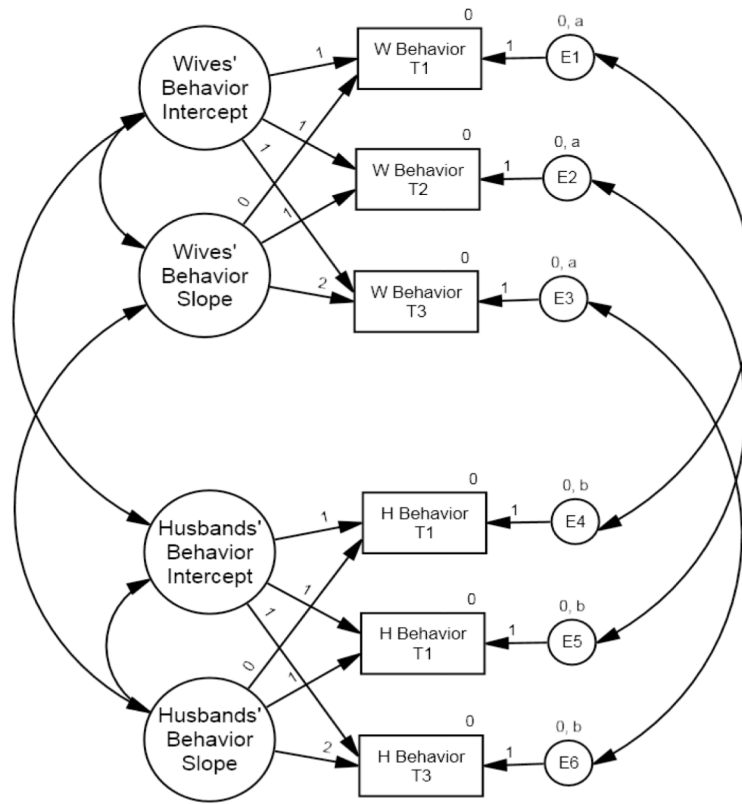 0
0, a
Wives'
Behavior
Intercept
1
W Behavior
T1
1
E1
0
0, a
1
1
W Behavior
T2
1
E2
0
1
0
0, a
Wives'
Behavior
Slope
2
W Behavior
T3
1
E3
0
0, b
Husbands'
Behavior
Intercept
1
H Behavior
T1
1
E4
0
0, b
1
1
H Behavior
T1
1
E5
0
1
0
0, b
Husbands'
Behavior
Slope
2
H Behavior
T3
1
E6